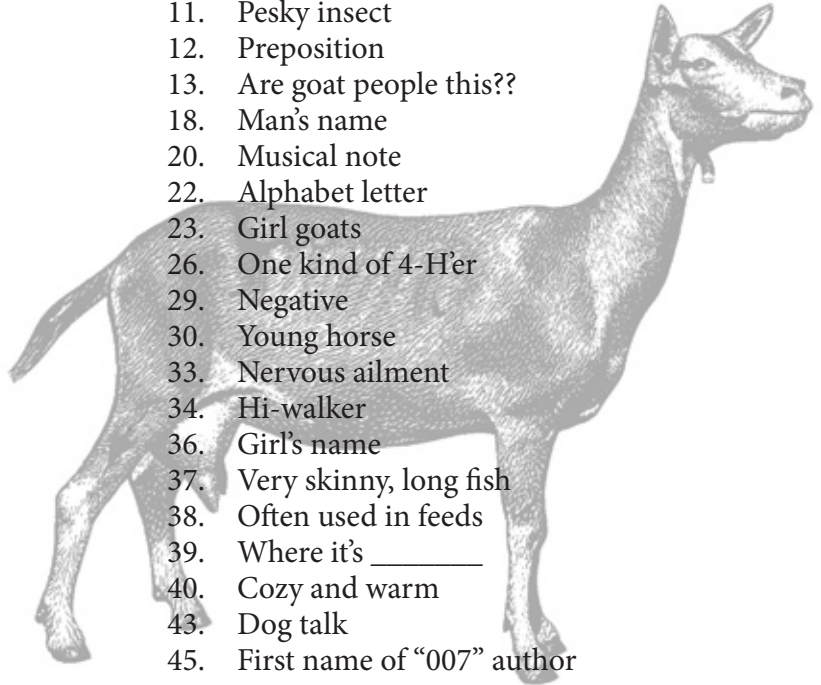 11. Pesky insect
12. Preposition
13. Are goat people this??
18. Man's name
20. Musical note
22. Alphabet letter
23. Girl goats
26. One kind of 4-H'er
29. Negative
30. Young horse
33. Nervous ailment
34. Hi-walker
36. Girl's name
37. Very skinny, long fish
38. Often used in feeds
39. Where it's _______
40. Cozy and warm
43. Dog talk
45. First name of “007” author